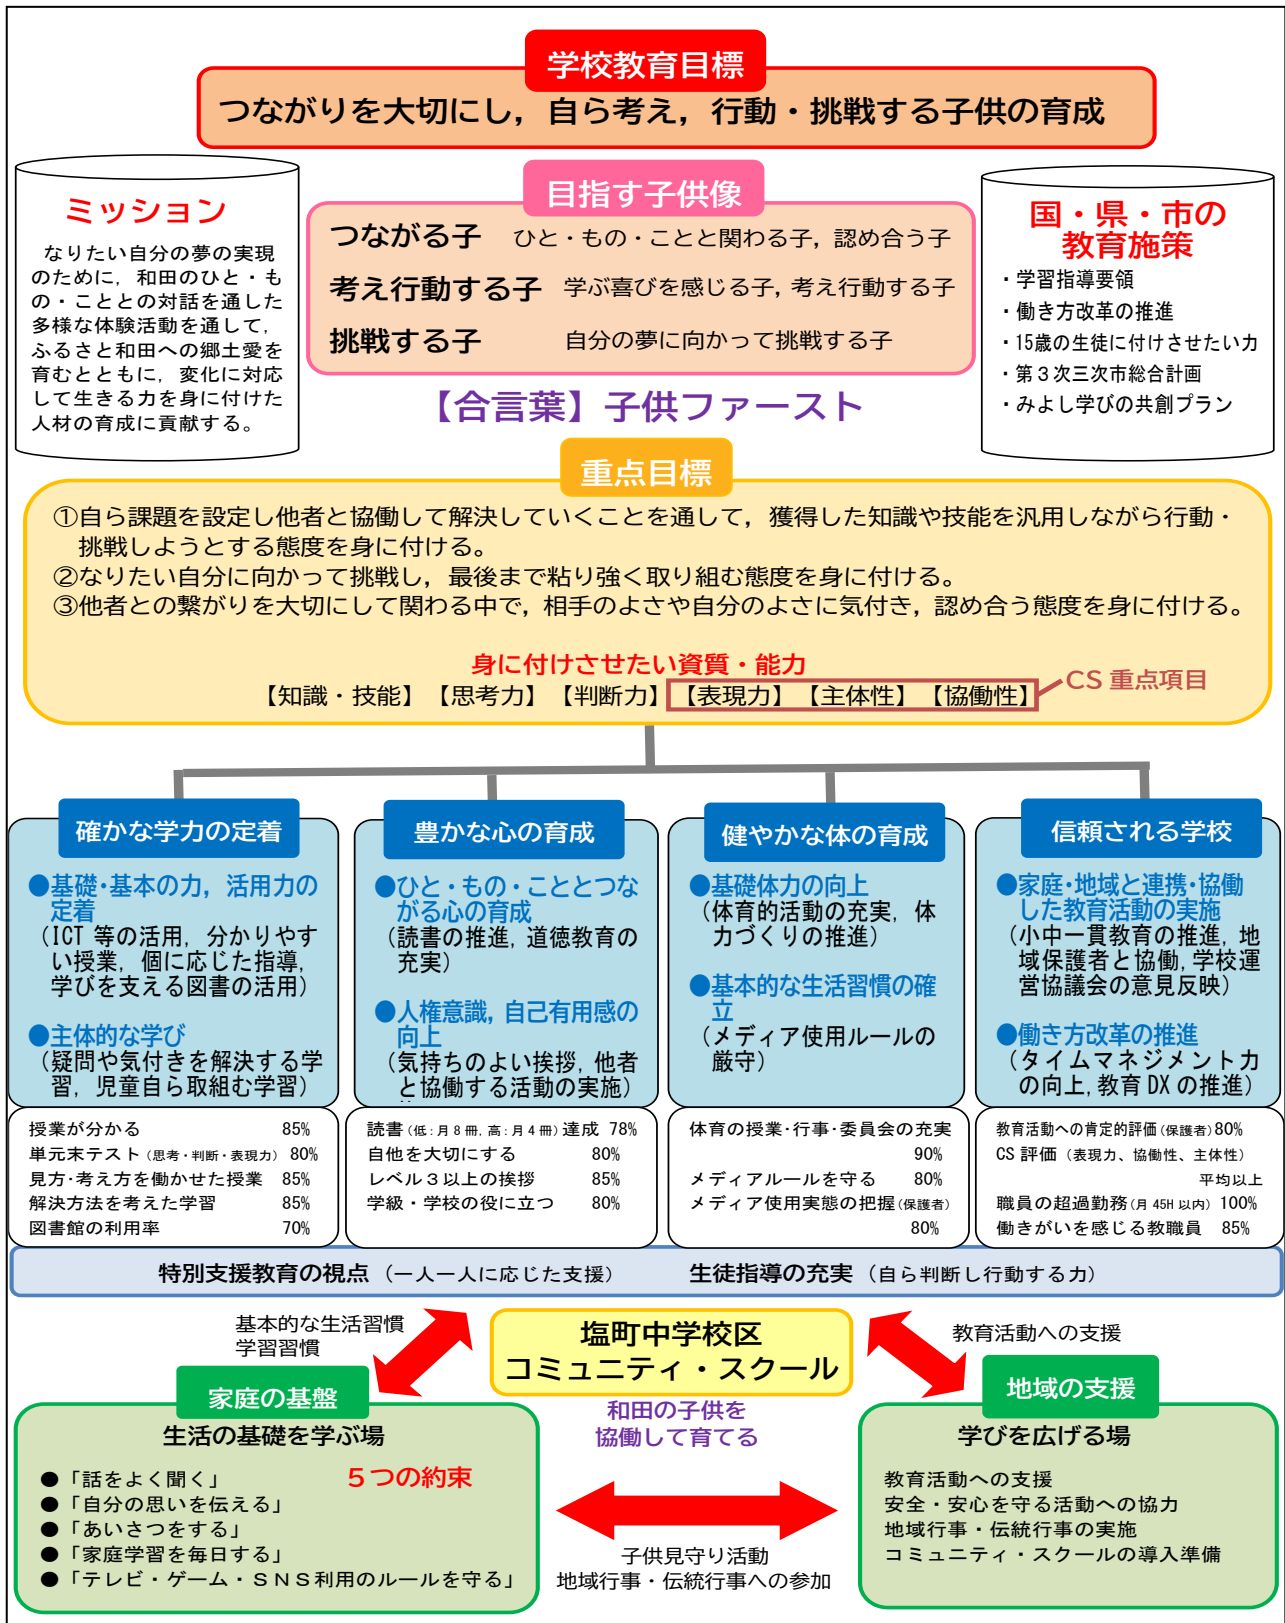 学校教育目標
つながりを大切にし，自ら考え，行動・挑戦する子供の育成
ミッション
なりたい自分の夢の実現
のために，和田のひと・も
の・こととの対話を通した
多様な体験活動を通して，
ふるさと和田への郷土愛を
育むとともに，変化に対応
して生きる力を身に付けた
人材の育成に貢献する。
目指す子供像
つながる子　ひと・もの・ことと関わる子，認め合う子
考え行動する子　学ぶ喜びを感じる子，考え行動する子
挑戦する子　自分の夢に向かって挑戦する子
【合言葉】子供ファースト
国・県・市の
教育施策
・学習指導要領
・働き方改革の推進
・15歳の生徒に付けさせたい力
・第３次三次市総合計画
・みよし学びの共創プラン
重点目標
①自ら課題を設定し他者と協働して解決していくことを通して，獲得した知識や技能を汎用しながら行動・
挑戦しようとする態度を身に付ける。
②なりたい自分に向かって挑戦し，最後まで粘り強く取り組む態度を身に付ける。
③他者との繋がりを大切にして関わる中で，相手のよさや自分のよさに気付き，認め合う態度を身に付ける。
身に付けさせたい資質・能力
【知識・技能】【思考力】【判断力】【表現力】【主体性】【協働性】
CS 重点項目
確かな学力の定着
●基礎・基本の力，活用力の
定着
（ICT 等の活用，分かりやす
い授業，個に応じた指導，
学びを支える図書の活用）
●主体的な学び
（疑問や気付きを解決する学
習，児童自ら取組む学習）
授業が分かる 85%
単元末テスト（思考・判断・表現力） 80%
見方・考え方を働かせた授業 85%
解決方法を考えた学習 85%
図書館の利用率 70%
豊かな心の育成
●ひと・もの・こととつな
がる心の育成
（読書の推進，道徳教育の
充実）
●人権意識，自己有用感の
向上
（気持ちのよい挨拶，他者
と協働する活動の実施）
読書（低：月８冊，高：月４冊）達成 78%
自他を大切にする 80%
レベル３以上の挨拶 85%
学級・学校の役に立つ 80%
健やかな体の育成
●基礎体力の向上
（体育的活動の充実，体
力づくりの推進）
●基本的な生活習慣の確
立
（メディア使用ルールの
厳守）
体育の授業・行事・委員会の充実
90%
メディアルールを守る 80%
メディア使用実態の把握（保護者）
80%
信頼される学校
●家庭・地域と連携・協働
した教育活動の実施
（小中一貫教育の推進，地
域保護者と協働，学校運
営協議会の意見反映）
●働き方改革の推進
（タイムマネジメント力
の向上，教育 DX の推進）
教育活動への肯定的評価（保護者）80%
CS 評価（表現力、協働性、主体性）
平均以上
職員の超過勤務（月 45H 以内） 100%
働きがいを感じる教職員 85%
特別支援教育の視点（一人一人に応じた支援）　生徒指導の充実（自ら判断し行動する力）
基本的な生活習慣
学習習慣
塩町中学校区
コミュニティ・スクール
教育活動への支援
和田の子供を
協働して育てる
家庭の基盤
生活の基礎を学ぶ場
５つの約束
●「話をよく聞く」
●「自分の思いを伝える」
●「あいさつをする」
●「家庭学習を毎日する」
●「テレビ・ゲーム・ＳＮＳ利用のルールを守る」
子供見守り活動
地域行事・伝統行事への参加
地域の支援
学びを広げる場
教育活動への支援
安全・安心を守る活動への協力
地域行事・伝統行事の実施
コミュニティ・スクールの導入準備